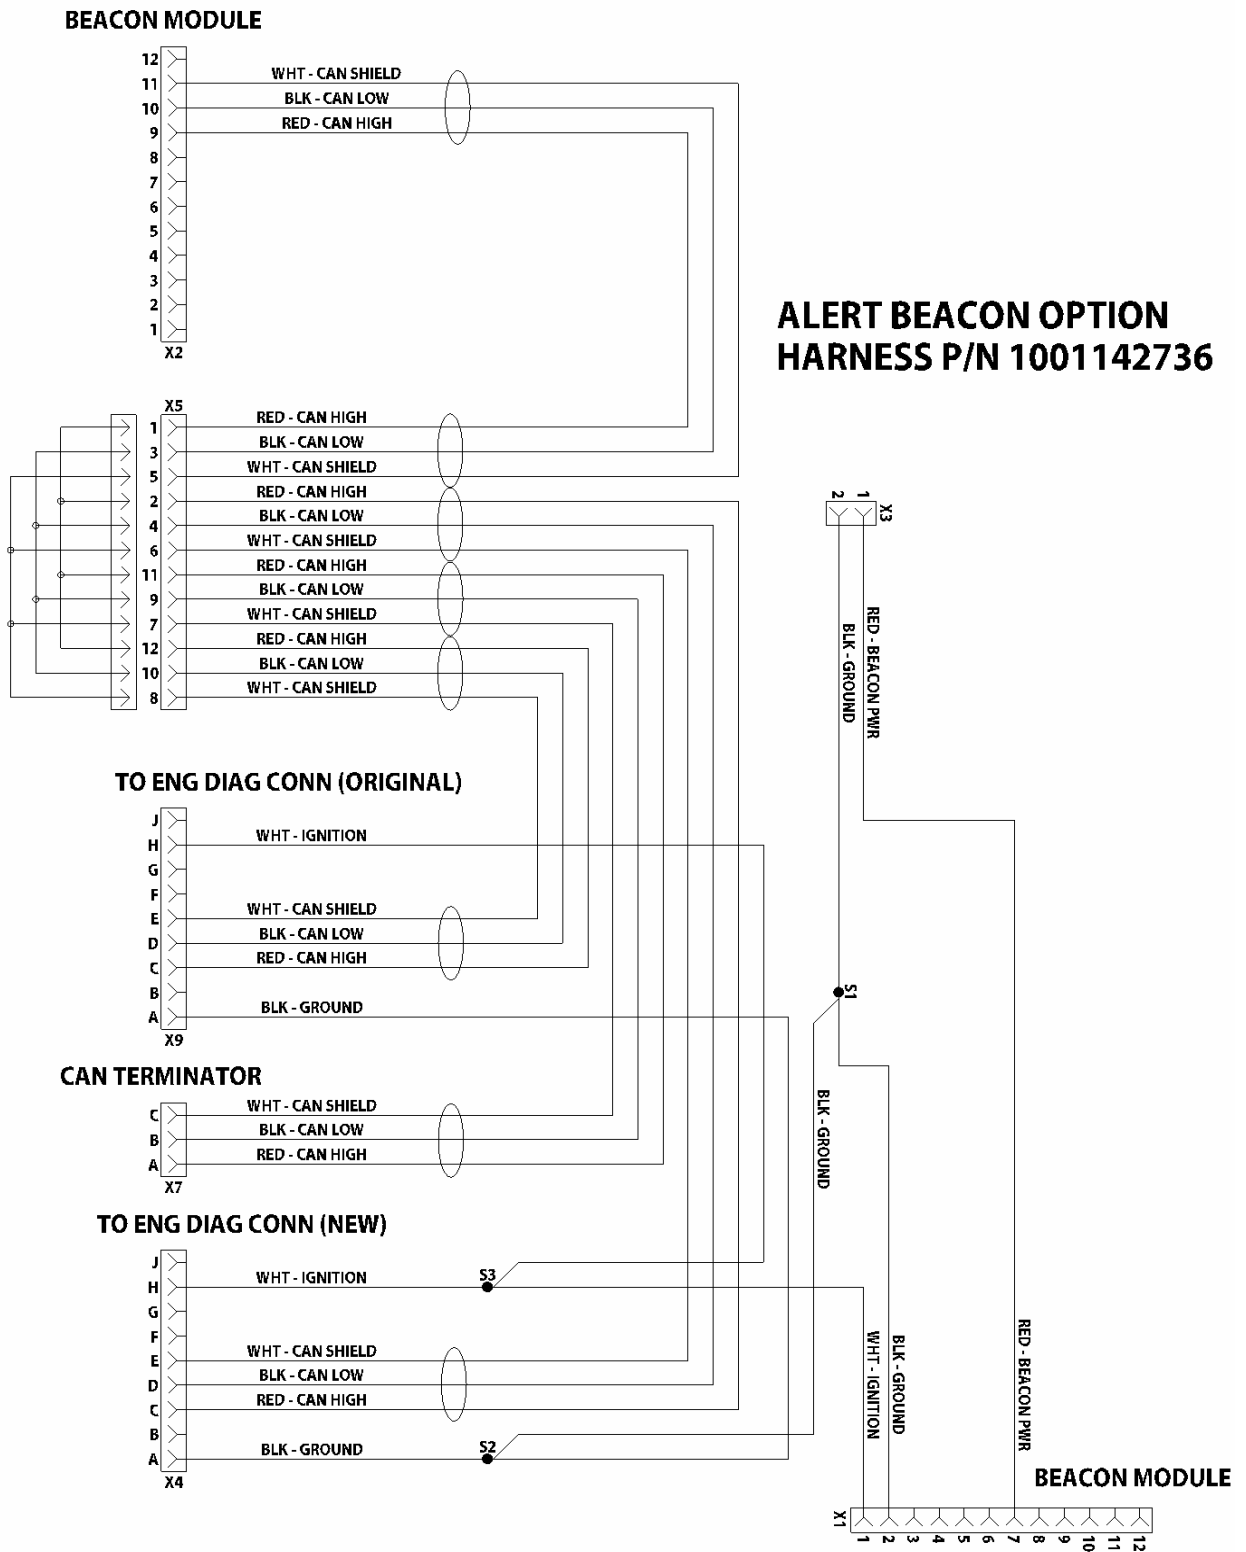 BEACON MODULE
12
11 WHT - CAN SHIELD
10 BLK - CAN LOW
9 RED - CAN HIGH
8
7
6
5
4
3
2
1
X2
ALERT BEACON OPTION
HARNESS P/N 1001142736
X5
1 RED - CAN HIGH
3 BLK - CAN LOW
5 WHT - CAN SHIELD
2 RED - CAN HIGH
4 BLK - CAN LOW
6 WHT - CAN SHIELD
11 RED - CAN HIGH
9 BLK - CAN LOW
7 WHT - CAN SHIELD
12 RED - CAN HIGH
10 BLK - CAN LOW
8 WHT - CAN SHIELD
2 1 X3
BLK - GROUND
RED - BEACON PWR
TO ENG DIAG CONN (ORIGINAL)
J
H WHT - IGNITION
G
F
E WHT - CAN SHIELD
D BLK - CAN LOW
C RED - CAN HIGH
B
A BLK - GROUND
X9
S1
CAN TERMINATOR
C WHT - CAN SHIELD
B BLK - CAN LOW
A RED - CAN HIGH
X7
BLK - GROUND
TO ENG DIAG CONN (NEW)
J
H WHT - IGNITION S3
G
F
E WHT - CAN SHIELD
D BLK - CAN LOW
C RED - CAN HIGH
B
A BLK - GROUND S2
X4
WHT - IGNITION
BLK - GROUND
RED - BEACON PWR
BEACON MODULE
X1
1 2 3 4 5 6 7 8 9 10 11 12